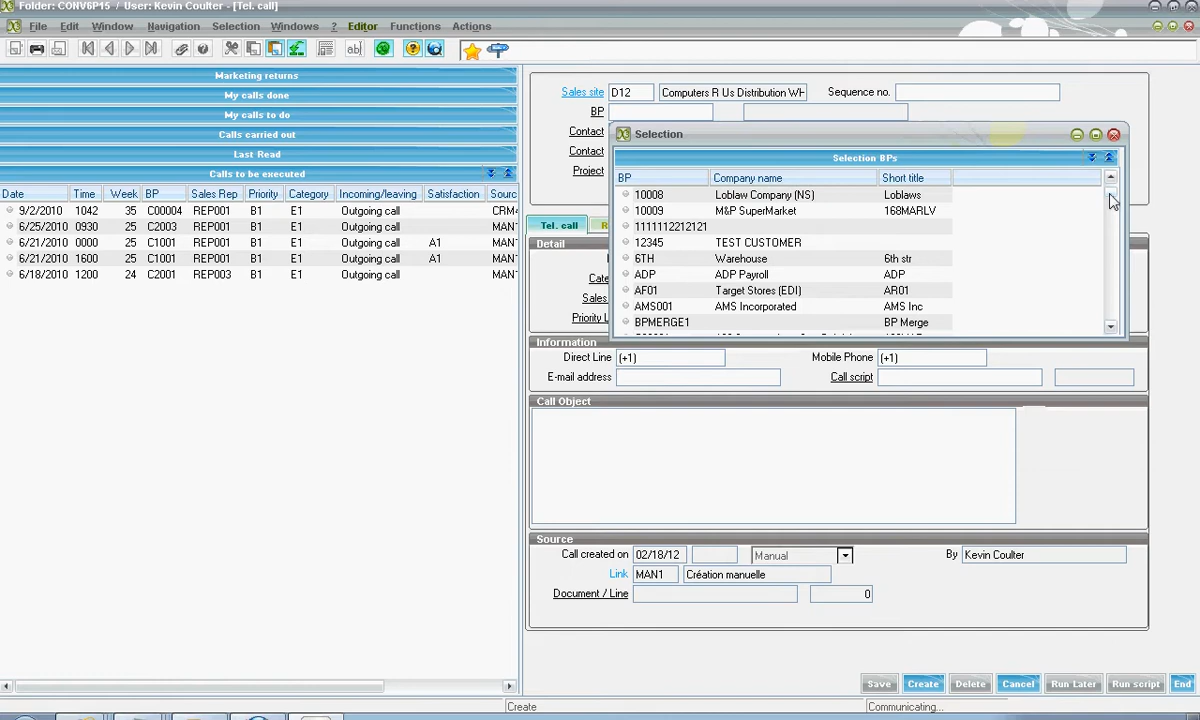 Folder: CONV6P15 / User: Kevin Coulter - [Tel. call]
File Edit Window Navigation Selection Windows ? Editor Functions Actions
Marketing returns
My calls done
My calls to do
Calls carried out
Last Read
Calls to be executed
Date Time Week BP Sales Rep Priority Category Incoming/leaving Satisfaction Sourc
9/2/2010 1042 35 C00004 REP001 B1 E1 Outgoing call CRM4
6/25/2010 0930 25 C2003 REP001 B1 E1 Outgoing call MAN1
6/21/2010 0000 25 C1001 REP001 B1 E1 Outgoing call A1 MAN1
6/21/2010 1600 25 C1001 REP001 B1 E1 Outgoing call A1 MAN1
6/18/2010 1200 24 C2001 REP003 B1 E1 Outgoing call MAN1
Sales site D12 Computers R Us Distribution WH Sequence no.
BP
Contact
Contact
Project
Selection
Selection BPs
BP Company name Short title
10008 Loblaw Company (NS) Loblaws
10009 M&P SuperMarket 168MARLV
1111112212121
12345 TEST CUSTOMER
6TH Warehouse 6th str
ADP ADP Payroll ADP
AF01 Target Stores (EDI) AR01
AMS001 AMS Incorporated AMS Inc
BPMERGE1 BP Merge
Tel. call R
Detail
Cate
Sales
Priority L
Information
Direct Line (+1) Mobile Phone (+1)
E-mail address Call script
Call Object
Source
Call created on 02/18/12 Manual By Kevin Coulter
Link MAN1 Création manuelle
Document / Line 0
Save Create Delete Cancel Run Later Run script End
Create Communicating...